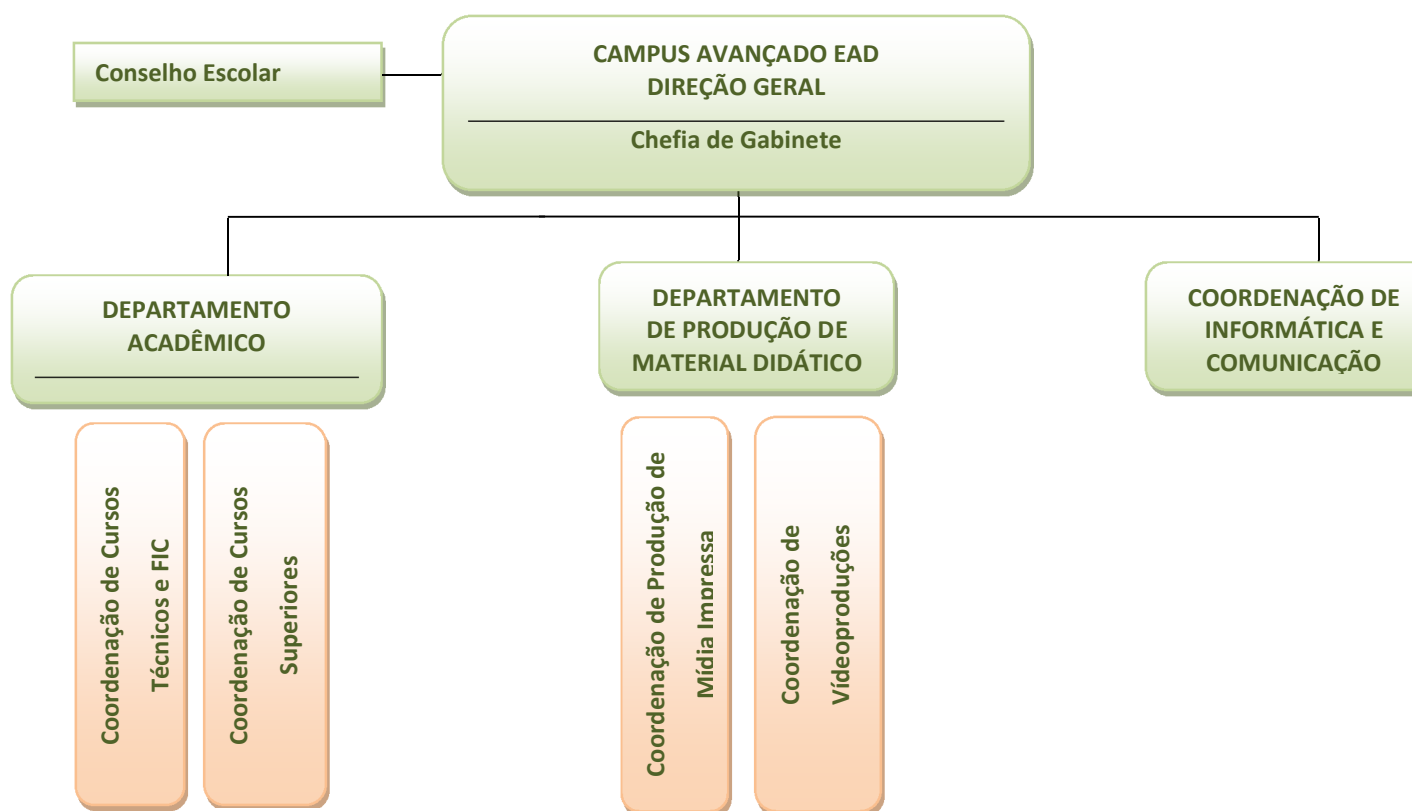 Conselho Escolar
CAMPUS AVANÇADO EAD
DIREÇÃO GERAL
Chefia de Gabinete
DEPARTAMENTO
ACADÊMICO
DEPARTAMENTO
DE PRODUÇÃO DE
MATERIAL DIDÁTICO
COORDENAÇÃO DE
INFORMÁTICA E
COMUNICAÇÃO
Coordenação de Cursos
Técnicos e FIC
Coordenação de Cursos
Superiores
Coordenação de Produção de
Mídia Impressa
Coordenação de
Vídeoproduções